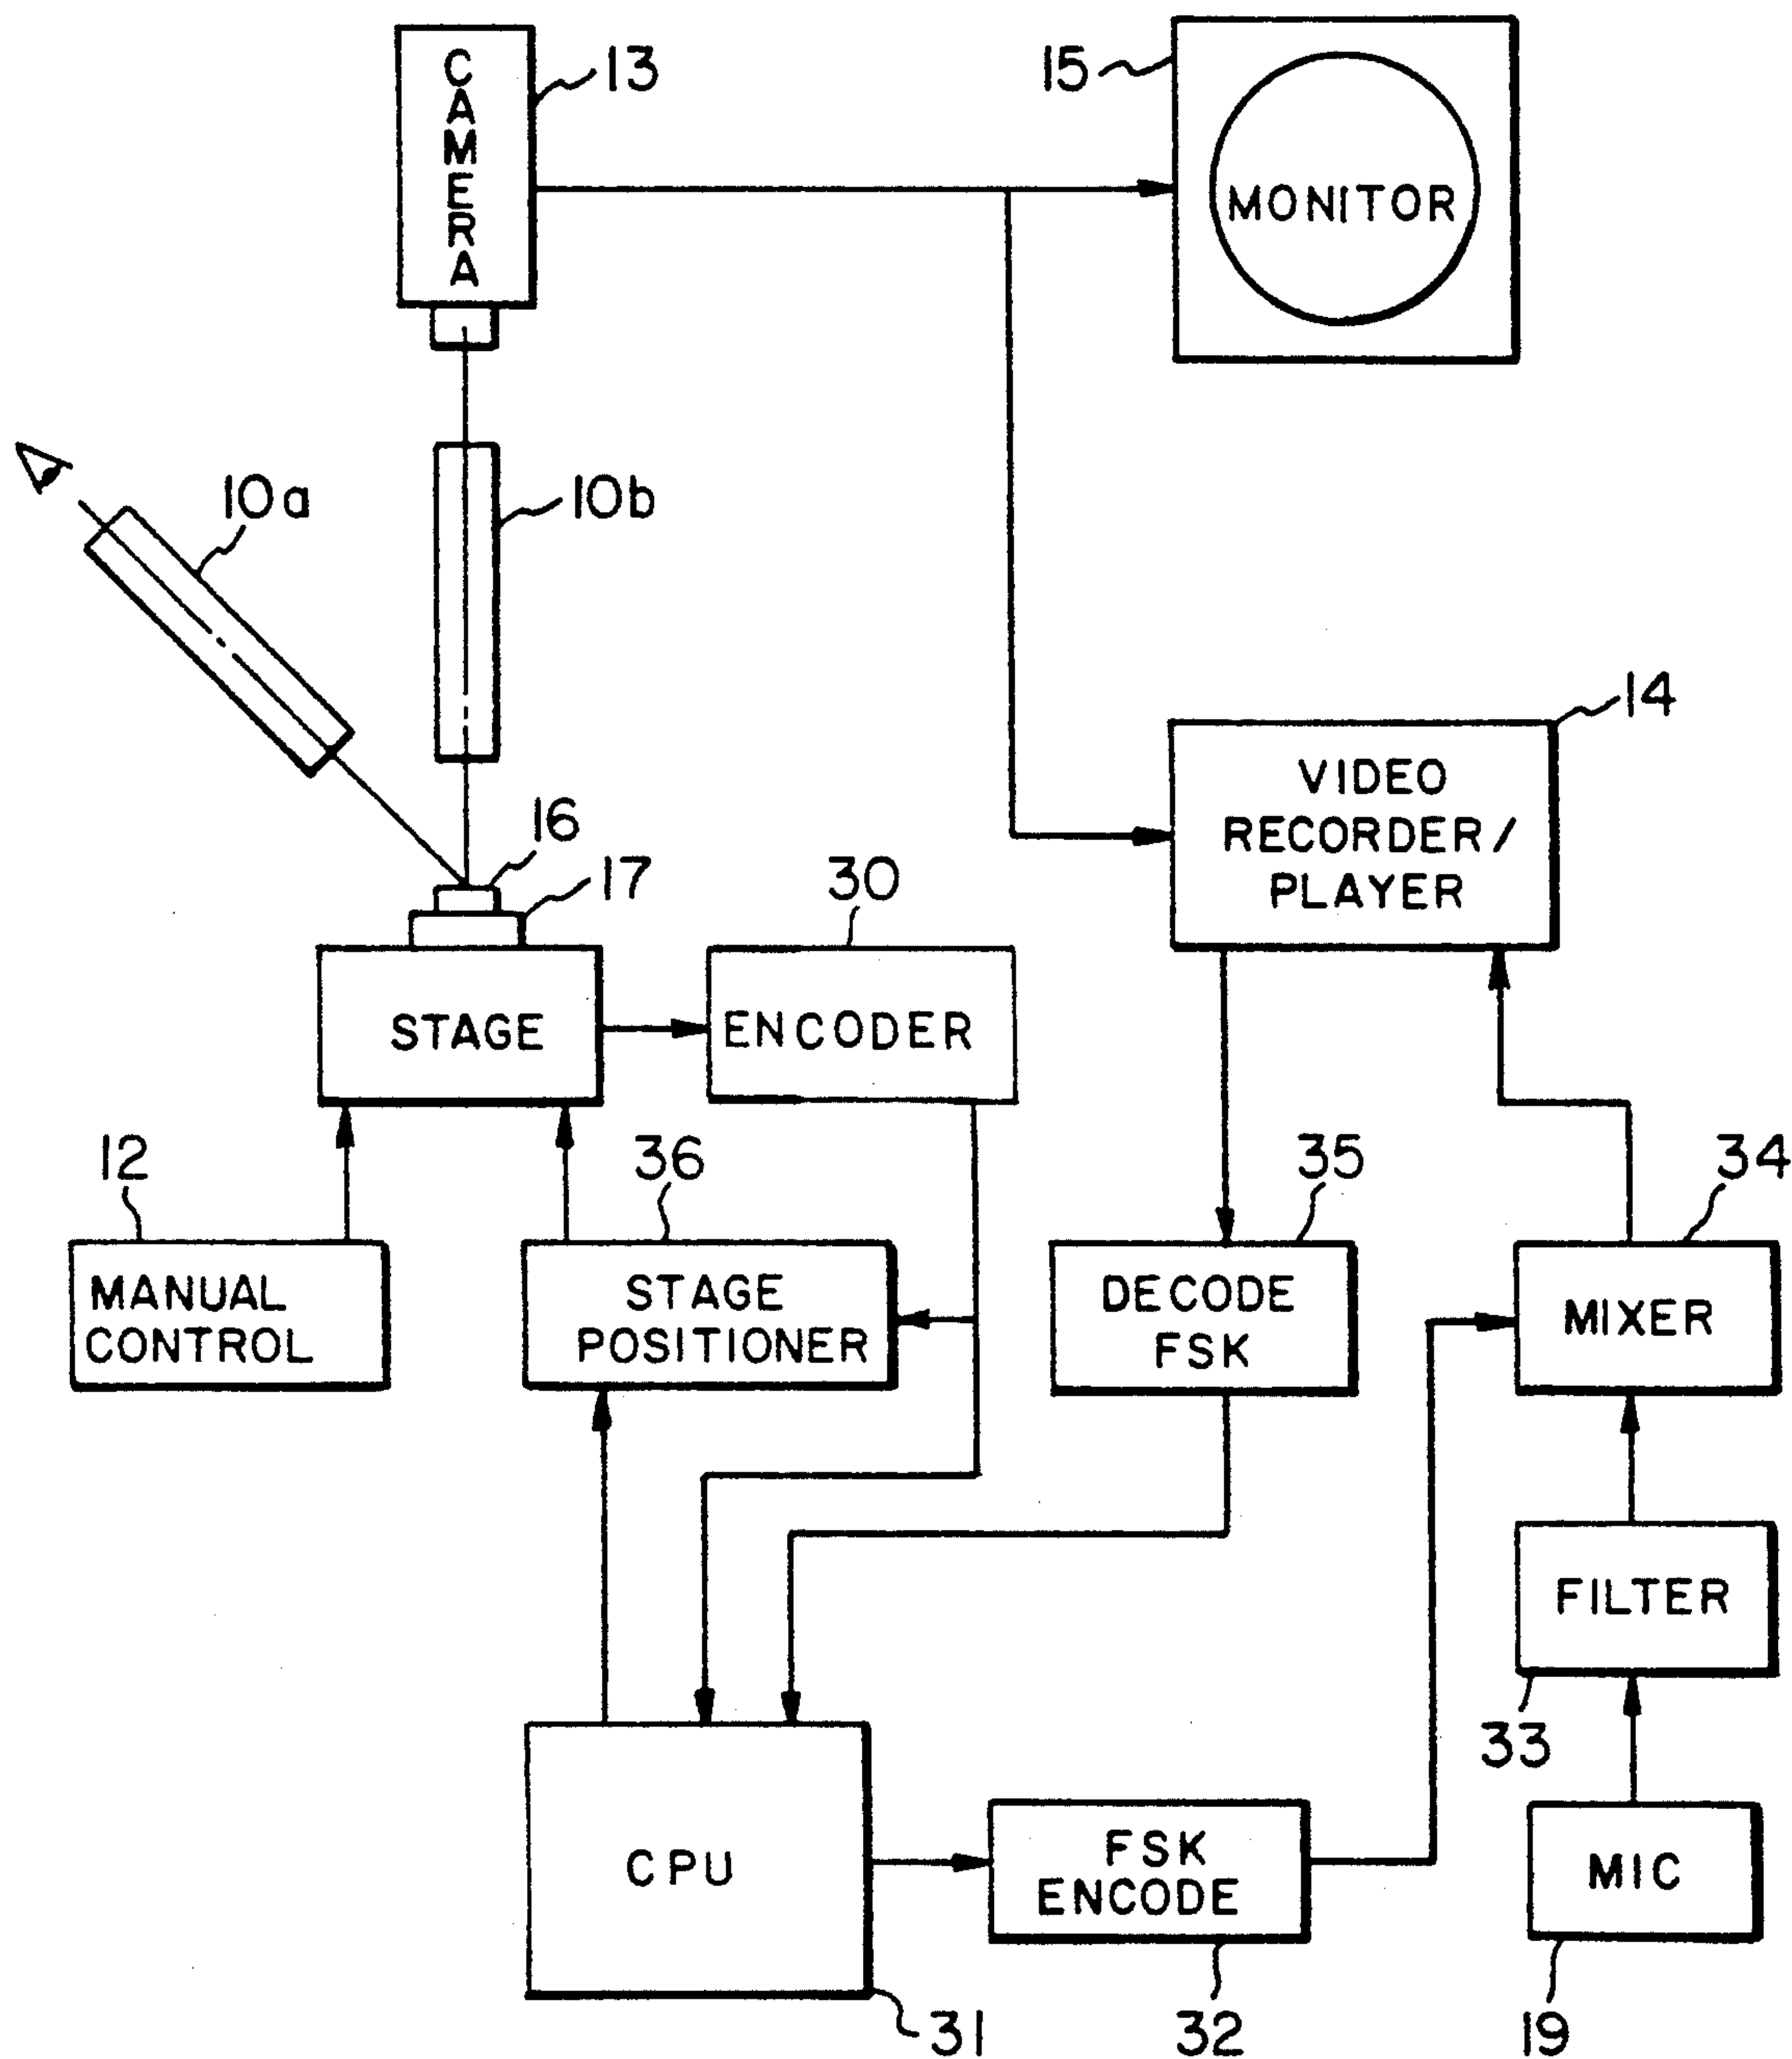 CAMERA
13
15
MONITOR
10a
10b
14
VIDEO
RECORDER/
PLAYER
16
17
30
STAGE
ENCODER
12
36
35
34
MANUAL
CONTROL
STAGE
POSITIONER
DECODE
FSK
MIXER
FILTER
33
CPU
FSK
ENCODE
MIC
31
32
19